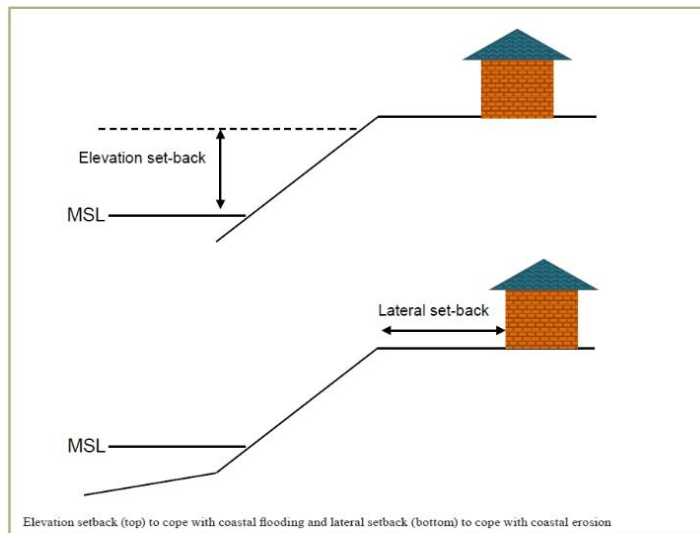 Elevation set-back
MSL
Lateral set-back
MSL
Elevation setback (top) to cope with coastal flooding and lateral setback (bottom) to cope with coastal erosion